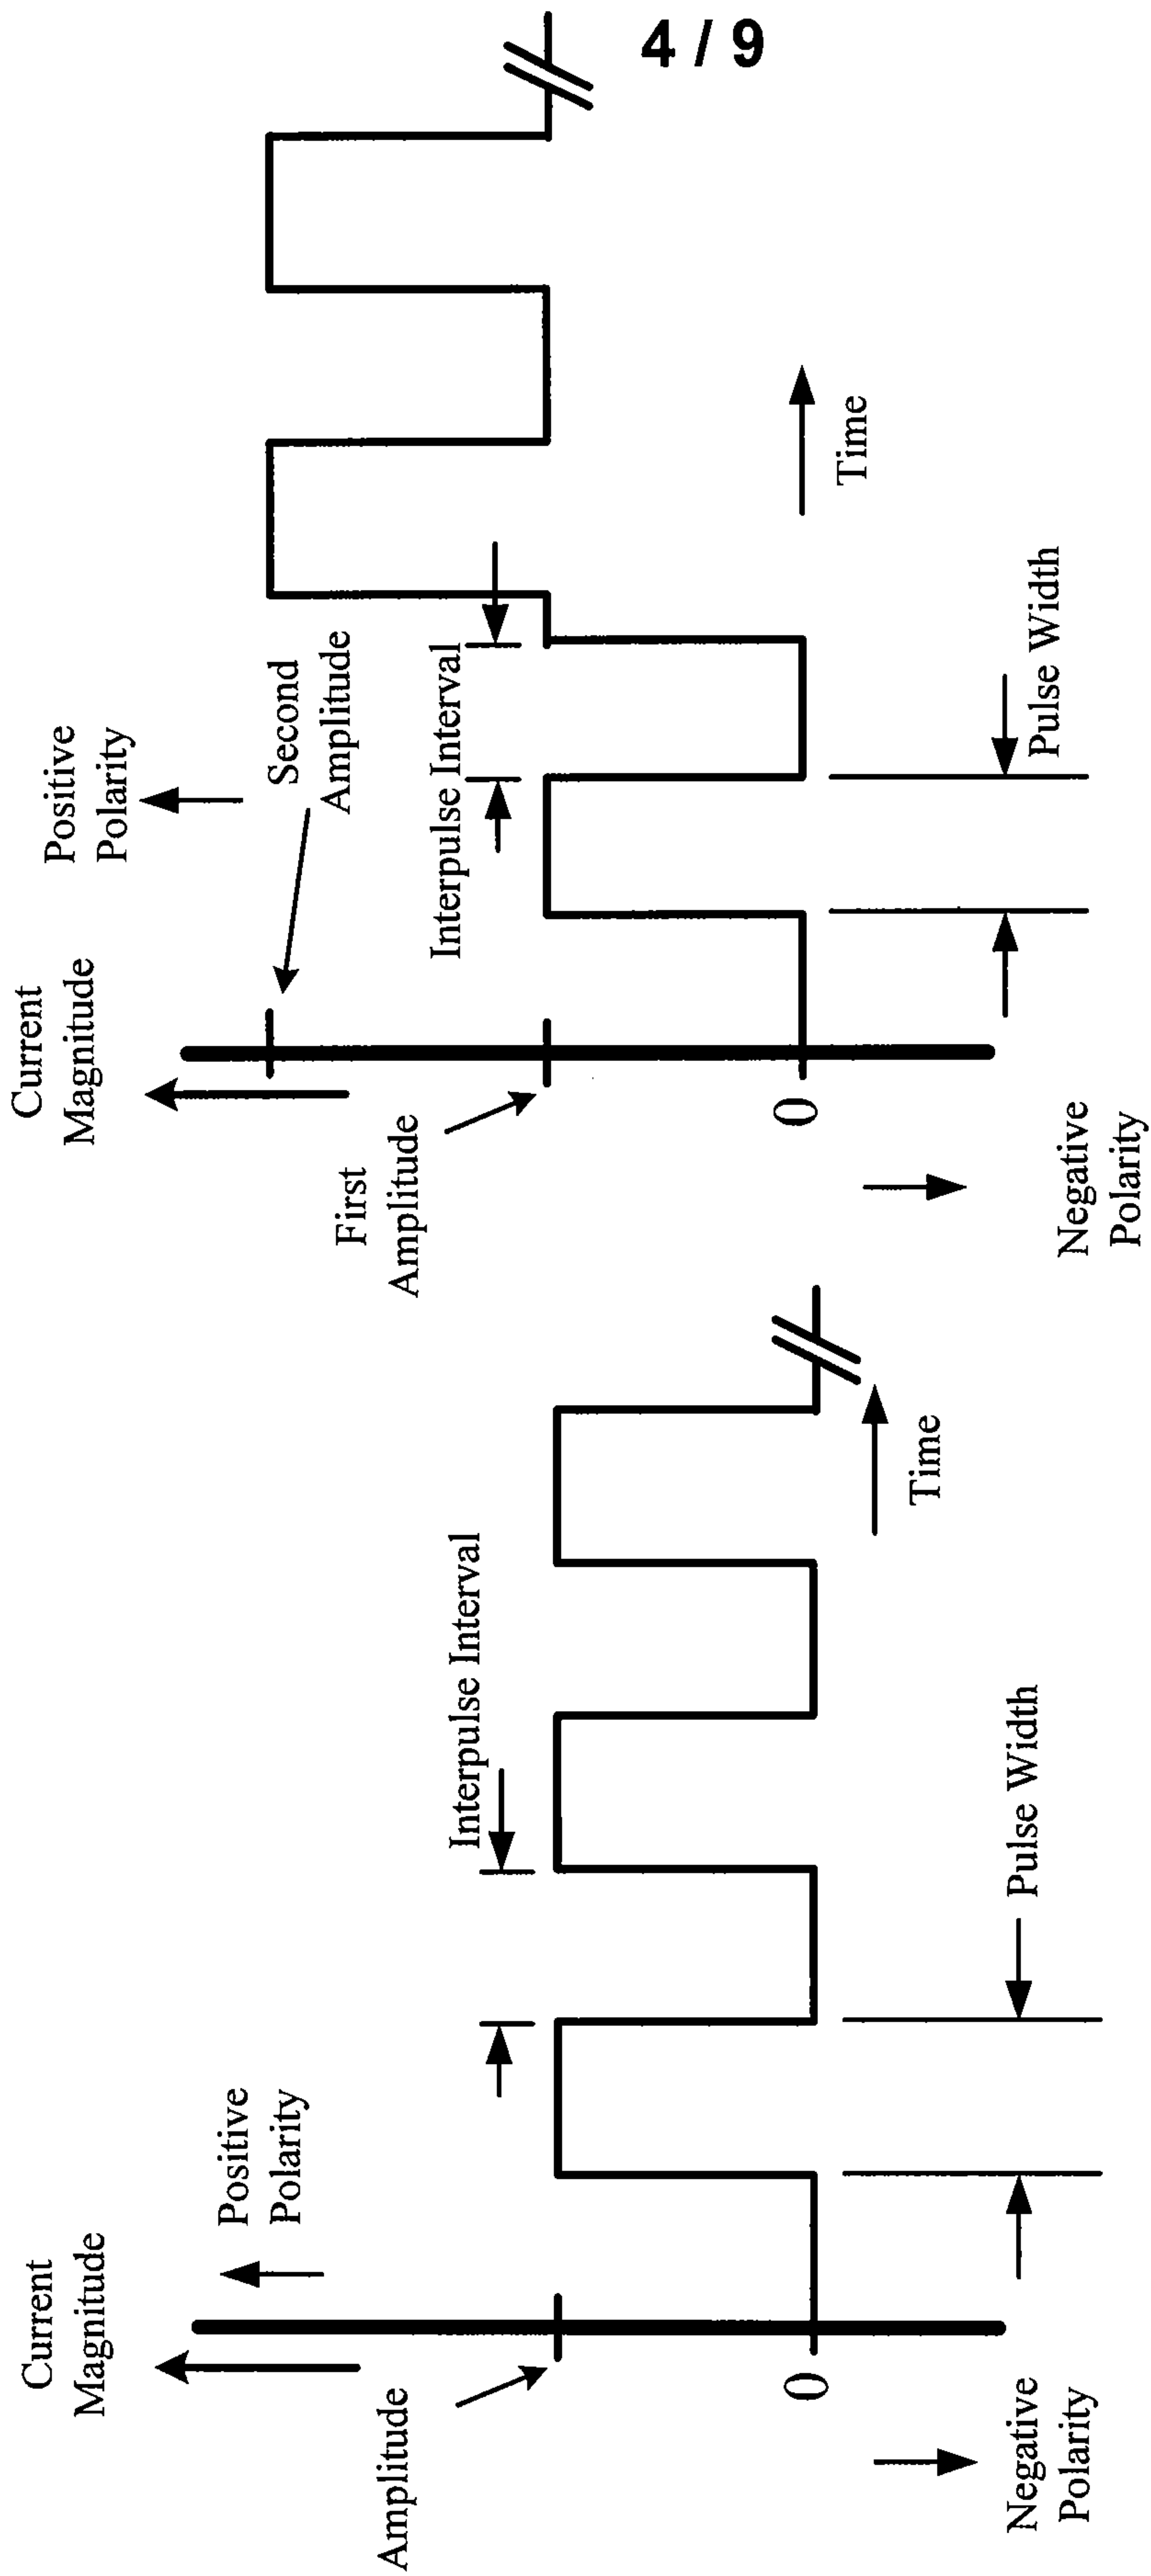 4 / 9
Current
Magnitude
Positive
Polarity
Amplitude
Interpulse Interval
0
Time
Negative
Polarity
Pulse Width
Current
Magnitude
Positive
Polarity
Second
Amplitude
First
Amplitude
Interpulse Interval
0
Time
Negative
Polarity
Pulse Width